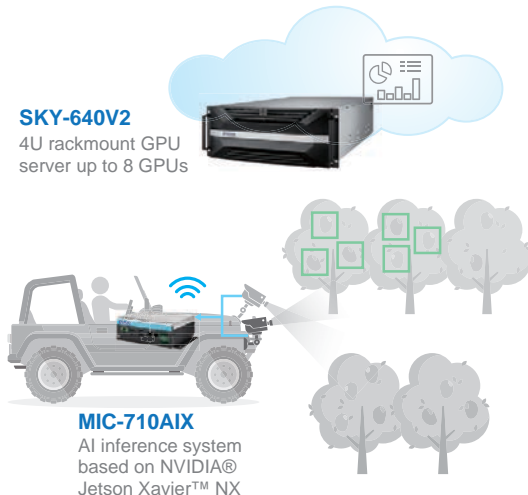 SKY-640V2
4U rackmount GPU
server up to 8 GPUs
MIC-710AIX
AI inference system
based on NVIDIA®
Jetson Xavier™ NX